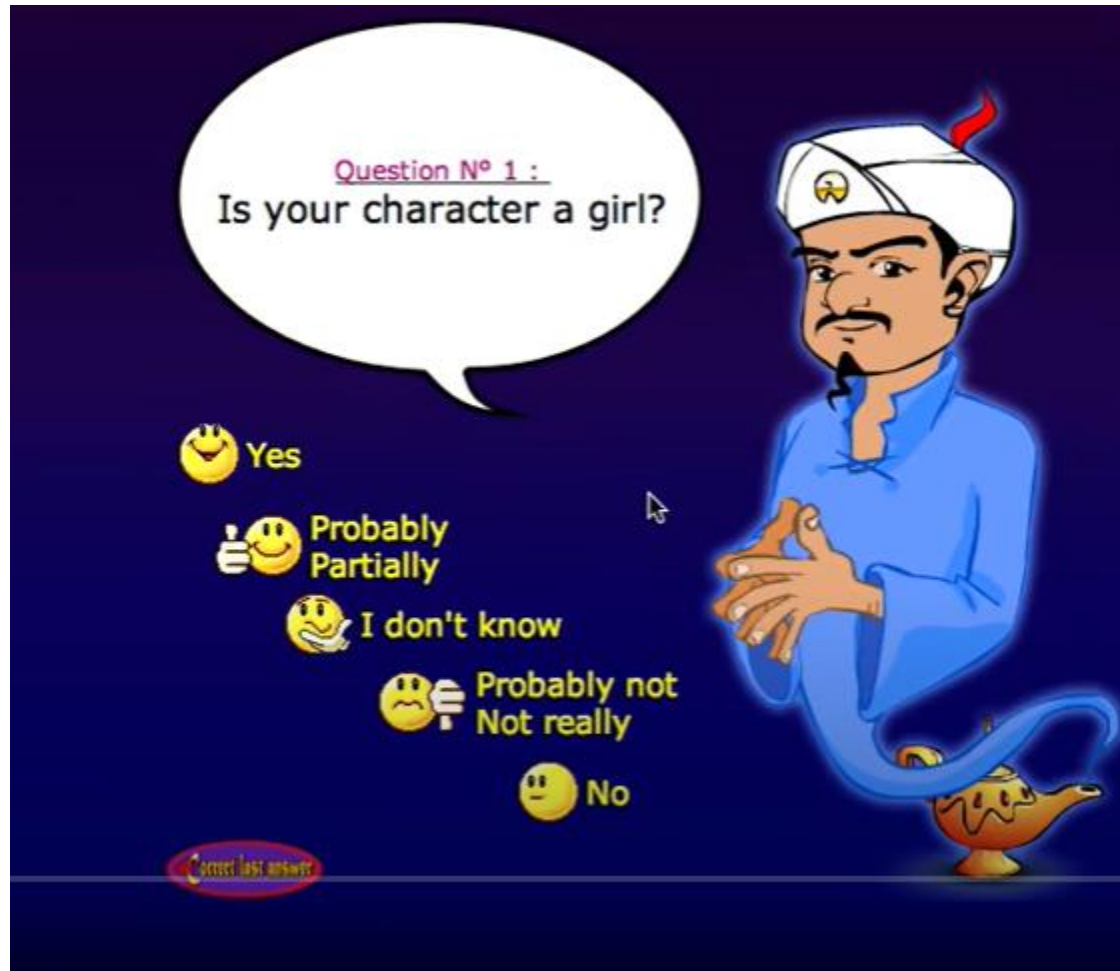 Question Nº 1 :
Is your character a girl?
Yes
Probably
Partially
I don't know
Probably not
Not really
No
Correct last answer